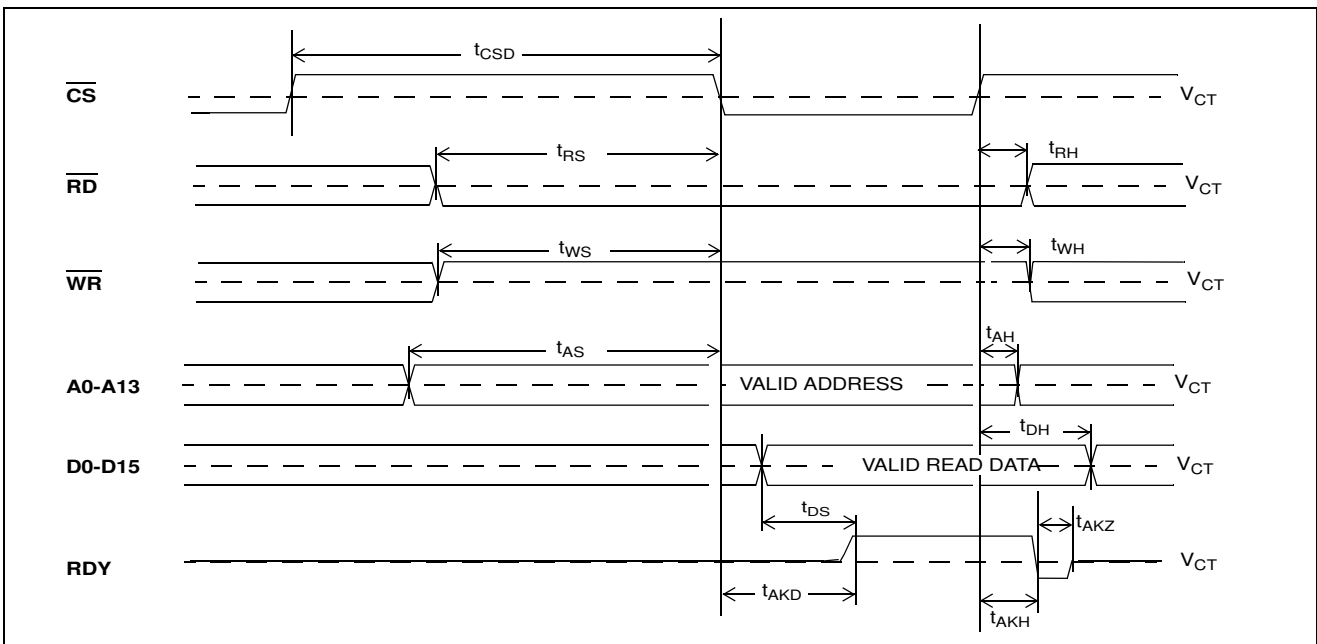 tCSD
CS VCT
tRS tRH
RD VCT
tWS tWH
WR VCT
tAS tAH
A0-A13 VALID ADDRESS VCT
tDH
D0-D15 VALID READ DATA VCT
tDS tAKZ
RDY VCT
tAKD tAKH